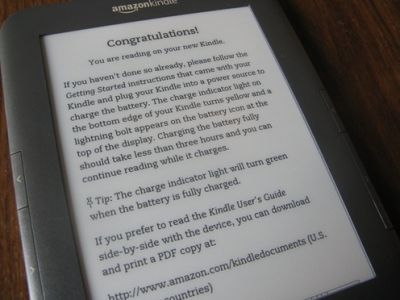 amazonkindle
Congratulations!
You are reading on your new Kindle.
If you haven't done so already, please follow the
Getting Started instructions that came with your
Kindle and plug your Kindle into a power source to
charge the battery. The charge indicator light on
the bottom edge of your Kindle turns yellow and a
lightning bolt appears on the battery icon at the
top of the display. Charging the battery fully
should take less than three hours and you can
continue reading while it charges.
Tip: The charge indicator light will turn green
when the battery is fully charged.
If you prefer to read the Kindle User's Guide
side-by-side with the device, you can download
and print a PDF copy at:
http://www.amazon.com/kindledocuments (U.S.
countries)